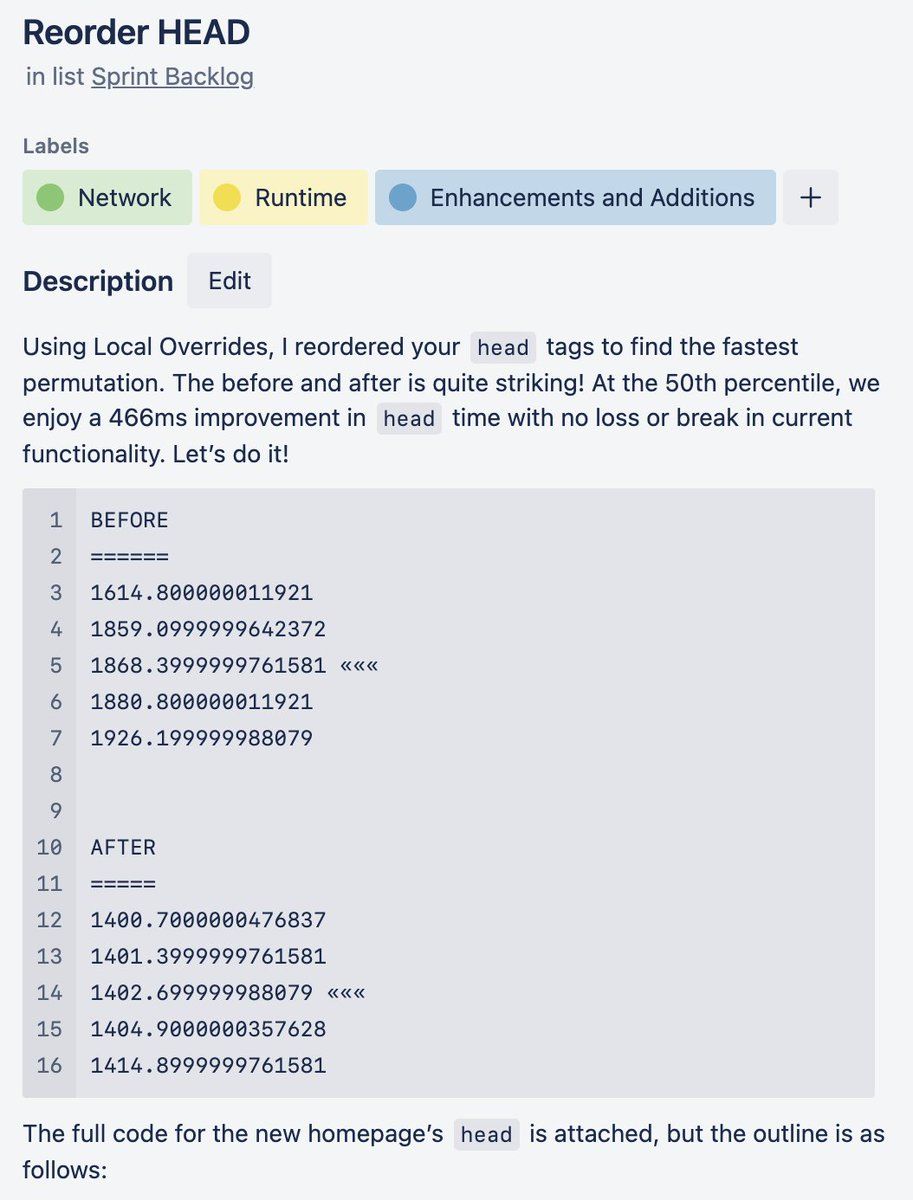 Reorder HEAD
in list Sprint Backlog
Labels
Network Runtime Enhancements and Additions +
Description Edit
Using Local Overrides, I reordered your head tags to find the fastest
permutation. The before and after is quite striking! At the 50th percentile, we
enjoy a 466ms improvement in head time with no loss or break in current
functionality. Let’s do it!
1 BEFORE
2 ======
3 1614.800000011921
4 1859.0999999642372
5 1868.3999999761581 «««
6 1880.800000011921
7 1926.199999988079
8
9
10 AFTER
11 =====
12 1400.7000000476837
13 1401.3999999761581
14 1402.699999988079 «««
15 1404.9000000357628
16 1414.8999999761581
The full code for the new homepage’s head is attached, but the outline is as
follows: